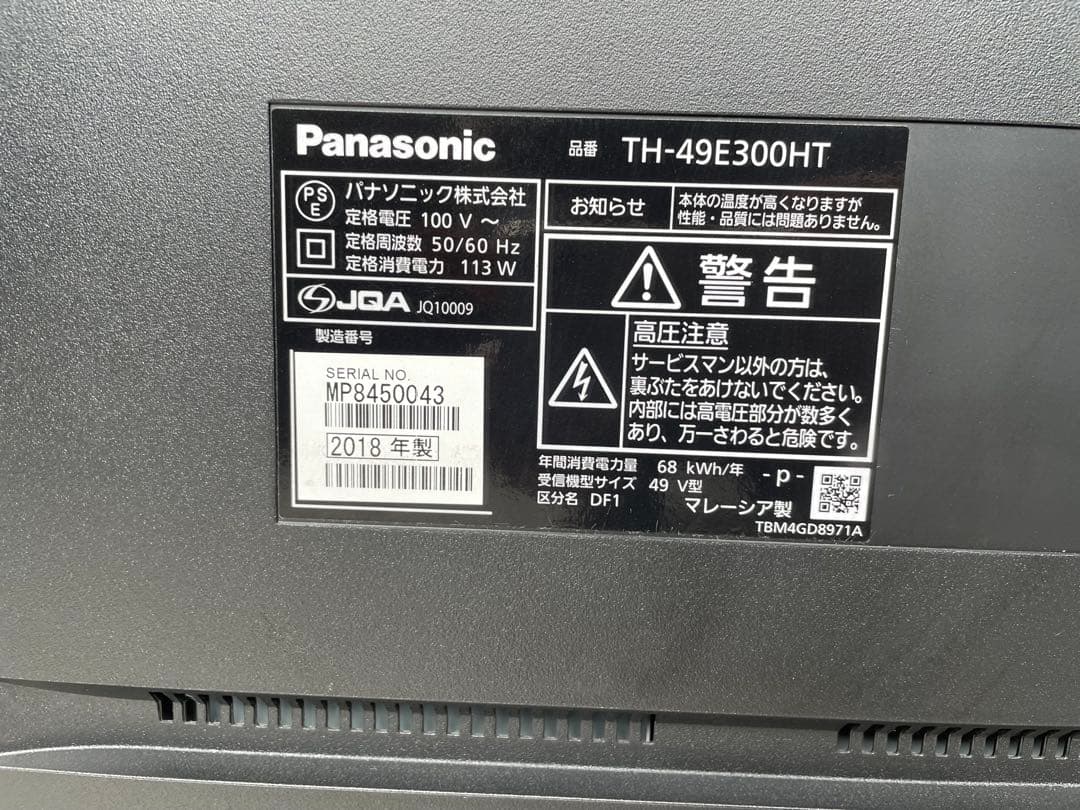 Panasonic
品番 TH-49E300HT
PS
E
パナソニック株式会社
定格電圧 100 V ～
定格周波数 50/60 Hz
定格消費電力 113 W
JQA JQ10009
製造番号
SERIAL NO.
MP8450043
2018 年製
お知らせ
本体の温度が高くなりますが
性能・品質には問題ありません。
警告
高圧注意
サービスマン以外の方は、
裏ぶたをあけないでください。
内部には高電圧部分が数多く
あり、万一さわると危険です。
年間消費電力量 68 kWh/年
受信機型サイズ 49 V型
区分名 DF1
- p -
マレーシア製
TBM4GD8971A